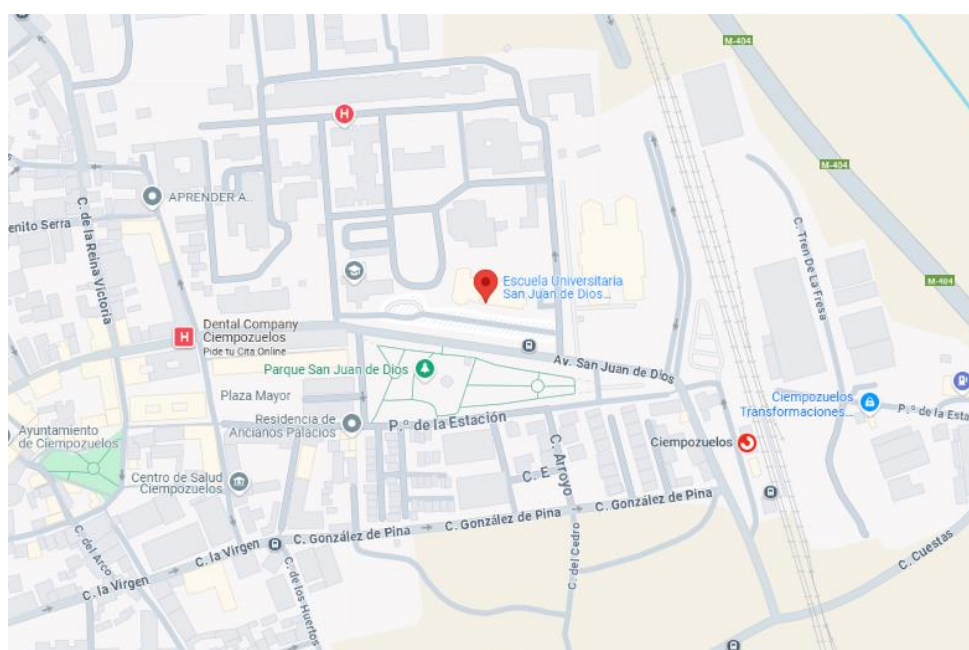 M-404
M-404
M-404
H
APRENDER A..
enito Serra
C. de la Reina Victoria
C. Tren De La Fresa
Escuela Universitaria
San Juan de Dios...
H
Dental Company
Ciempozuelos
Pide tu Cita Online
Av. San Juan de Dios
Parque San Juan de Dios
Plaza Mayor
Ciempozuelos
Transformaciones...
P.º de la Esta
Residencia de
Ancianos Palacios
P.º de la Estación
Ayuntamiento
de Ciempozuelos
Ciempozuelos
C. Arroyo
C. E
Centro de Salud
Ciempozuelos
C. González de Pina
C. González de Pina
C. González de Pina
C. del Cedro
C. la Virgen
C. la Virgen
C. del Arco
C. de los Huertos
C. Cuestas